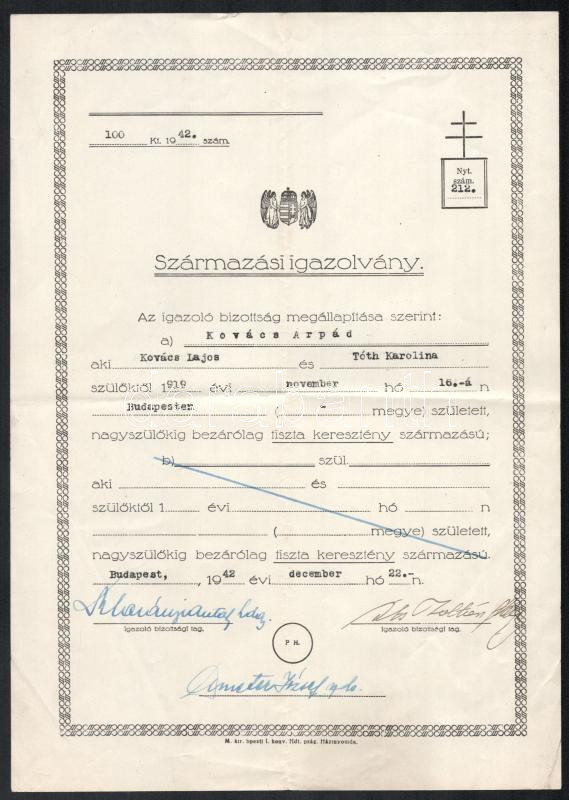 100 Kt. 1942. szám.
Nyt.
szám.
212.
Származási igazolvány.
Az igazoló bizottság megállapítása szerint:
a) Kovács Árpád
aki Kovács Lajos és Tóth Karolina
szülőktől 1919 évi november hó 16.-á n
Budapesten (- megye) született,
nagyszülőkig bezárólag tiszta keresztény származású;
b) szül.
aki és
szülőktől 1 évi hó n
(megye) született,
nagyszülőkig bezárólag tiszta keresztény származású.
Budapest, 1942 évi december hó 22.-n.
igazoló bizottsági tag. igazoló bizottsági tag.
P H.
M. kir. bpesti I. honv. Hdt. pság. Házinyomda.